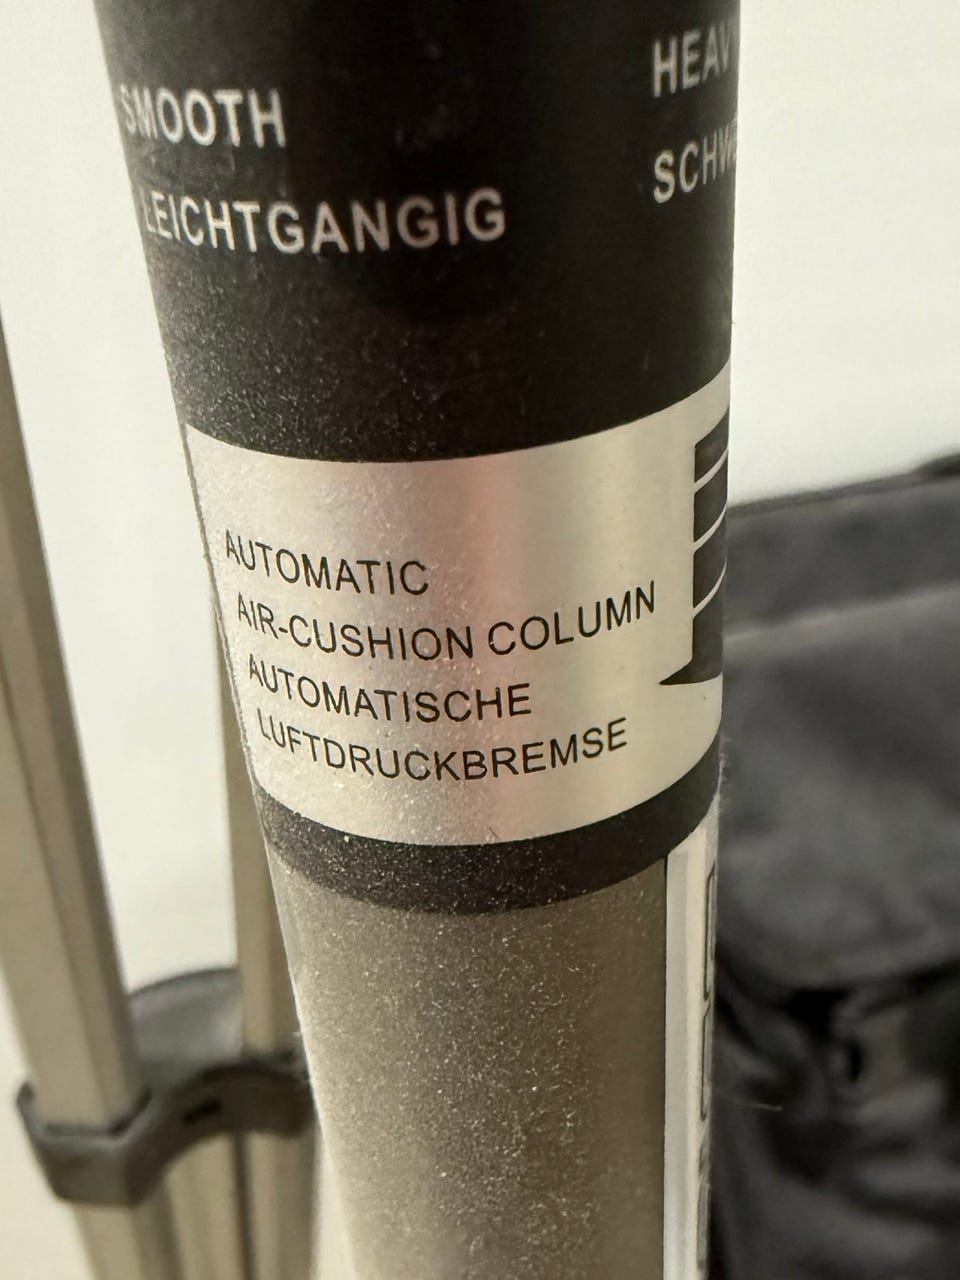 SMOOTH
LEICHTGANGIG
AUTOMATIC
AIR-CUSHION COLUMN
AUTOMATISCHE
LUFTDRUCKBREMSE